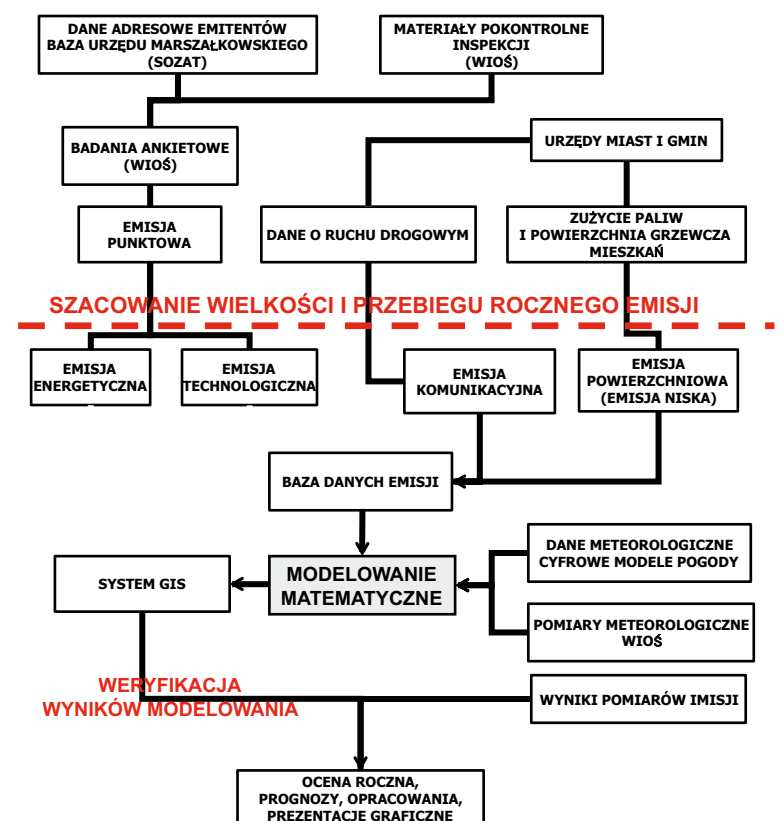 DANE ADRESOWE EMITENTÓW
BAZA URZĘDU MARSZAŁKOWSKIEGO
(SOZAT)
MATERIAŁY POKONTROLNE
INSPEKCJI
(WIOŚ)
BADANIA ANKIETOWE
(WIOŚ)
URZĘDY MIAST I GMIN
EMISJA
PUNKTOWA
DANE O RUCHU DROGOWYM
ZUŻYCIE PALIW
I POWIERZCHNIA GRZEWCZA
MIESZKAŃ
SZACOWANIE WIELKOŚCI I PRZEBIEGU ROCZNEGO EMISJI
EMISJA
ENERGETYCZNA
EMISJA
TECHNOLOGICZNA
EMISJA
KOMUNIKACYJNA
EMISJA
POWIERZCHNIOWA
(EMISJA NISKA)
BAZA DANYCH EMISJI
SYSTEM GIS
MODELOWANIE
MATEMATYCZNE
DANE METEOROLOGICZNE
CYFROWE MODELE POGODY
POMIARY METEOROLOGICZNE
WIOŚ
WERYFIKACJA
WYNIKÓW MODELOWANIA
WYNIKI POMIARÓW IMISJI
OCENA ROCZNA,
PROGNOZY, OPRACOWANIA,
PREZENTACJE GRAFICZNE